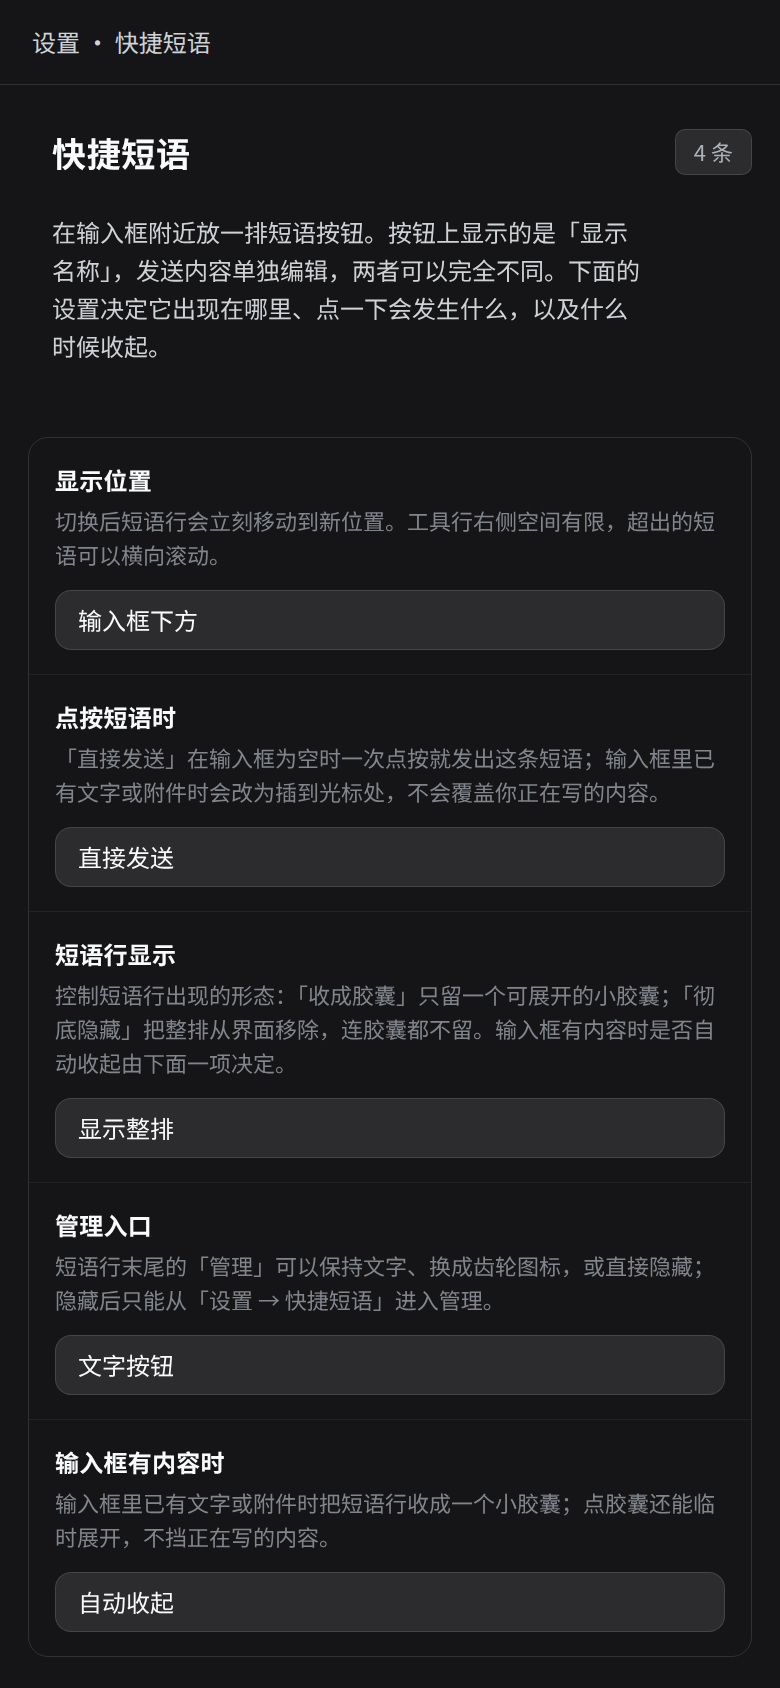 设置 · 快捷短语
快捷短语
4 条
在输入框附近放一排短语按钮。按钮上显示的是「显示
名称」，发送内容单独编辑，两者可以完全不同。下面的
设置决定它出现在哪里、点一下会发生什么，以及什么
时候收起。
显示位置
切换后短语行会立刻移动到新位置。工具行右侧空间有限，超出的短
语可以横向滚动。
输入框下方
点按短语时
「直接发送」在输入框为空时一次点按就发出这条短语；输入框里已
有文字或附件时会改为插到光标处，不会覆盖你正在写的内容。
直接发送
短语行显示
控制短语行出现的形态：「收成胶囊」只留一个可展开的小胶囊；「彻
底隐藏」把整排从界面移除，连胶囊都不留。输入框有内容时是否自
动收起由下面一项决定。
显示整排
管理入口
短语行末尾的「管理」可以保持文字、换成齿轮图标，或直接隐藏；
隐藏后只能从「设置 → 快捷短语」进入管理。
文字按钮
输入框有内容时
输入框里已有文字或附件时把短语行收成一个小胶囊；点胶囊还能临
时展开，不挡正在写的内容。
自动收起